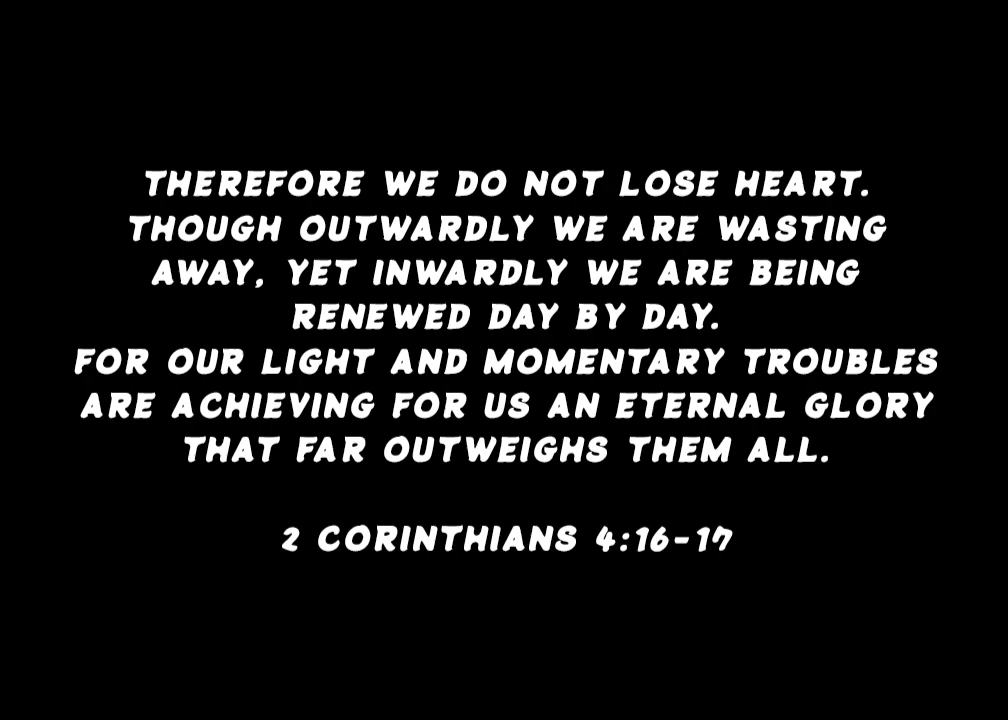 THEREFORE WE DO NOT LOSE HEART.
THOUGH OUTWARDLY WE ARE WASTING
AWAY, YET INWARDLY WE ARE BEING
RENEWED DAY BY DAY.
FOR OUR LIGHT AND MOMENTARY TROUBLES
ARE ACHIEVING FOR US AN ETERNAL GLORY
THAT FAR OUTWEIGHS THEM ALL.
2 CORINTHIANS 4:16-17